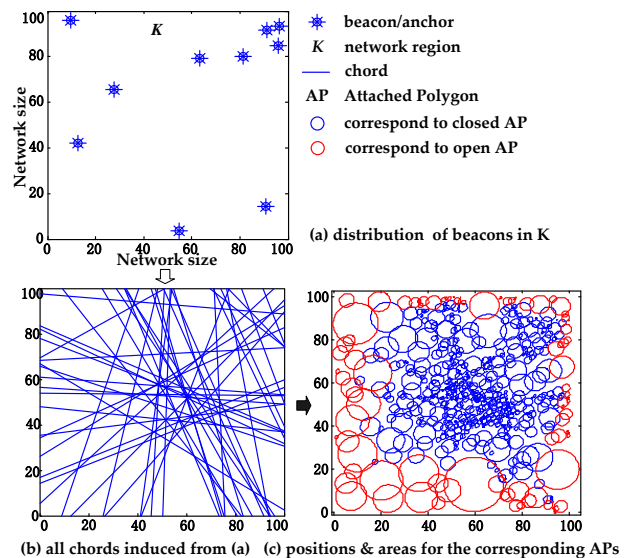 100
80
60
40
20
0
0 20 40 60 80 100
Network size
Network size
K
beacon/anchor
K network region
chord
AP Attached Polygon
correspond to closed AP
correspond to open AP
(a) distribution of beacons in K
100
80
60
40
20
0
0 20 40 60 80 100
(b) all chords induced from (a)
100
80
60
40
20
0
0 20 40 60 80 100
(c) positions & areas for the corresponding APs